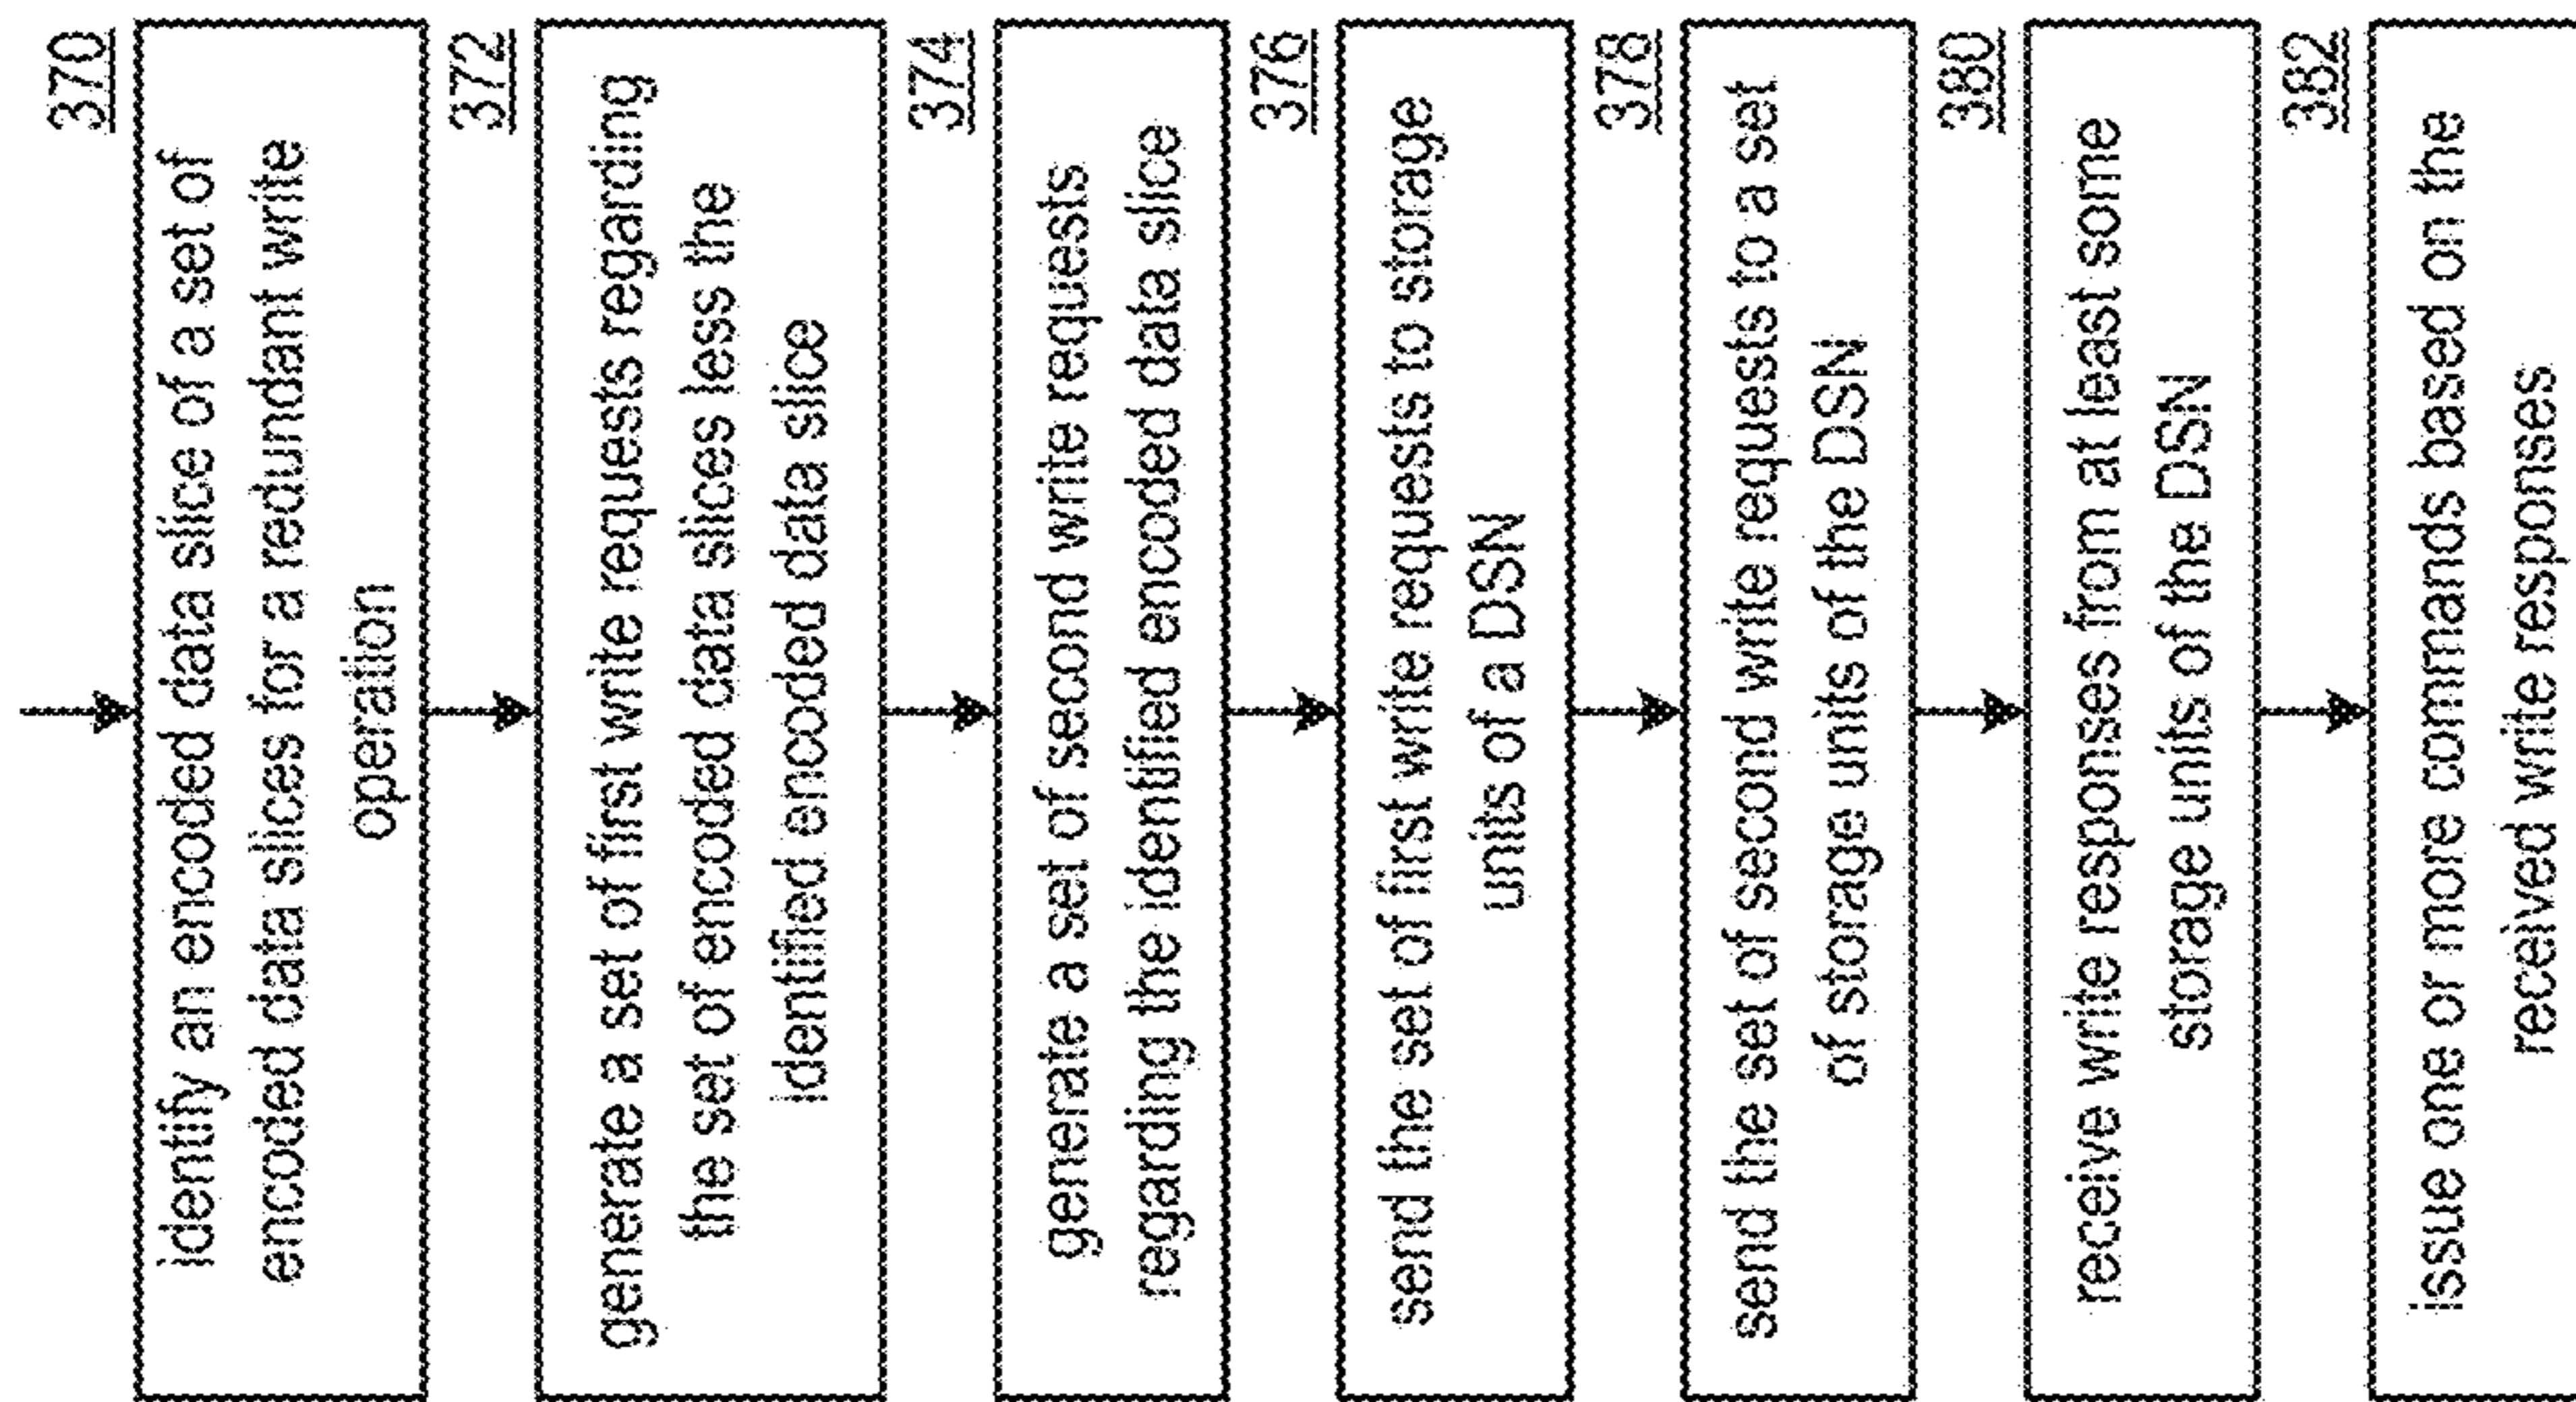 370
identify an encoded data slice of a set of
encoded data slices for a redundant write
operation
372
generate a set of first write requests regarding
the set of encoded data slices less the
identified encoded data slice
374
generate a set of second write requests
regarding the identified encoded data slice
376
send the set of first write requests to storage
units of a DSN
378
send the set of second write requests to a set
of storage units of the DSN
380
receive write responses from at least some
storage units of the DSN
382
issue one or more commands based on the
received write responses